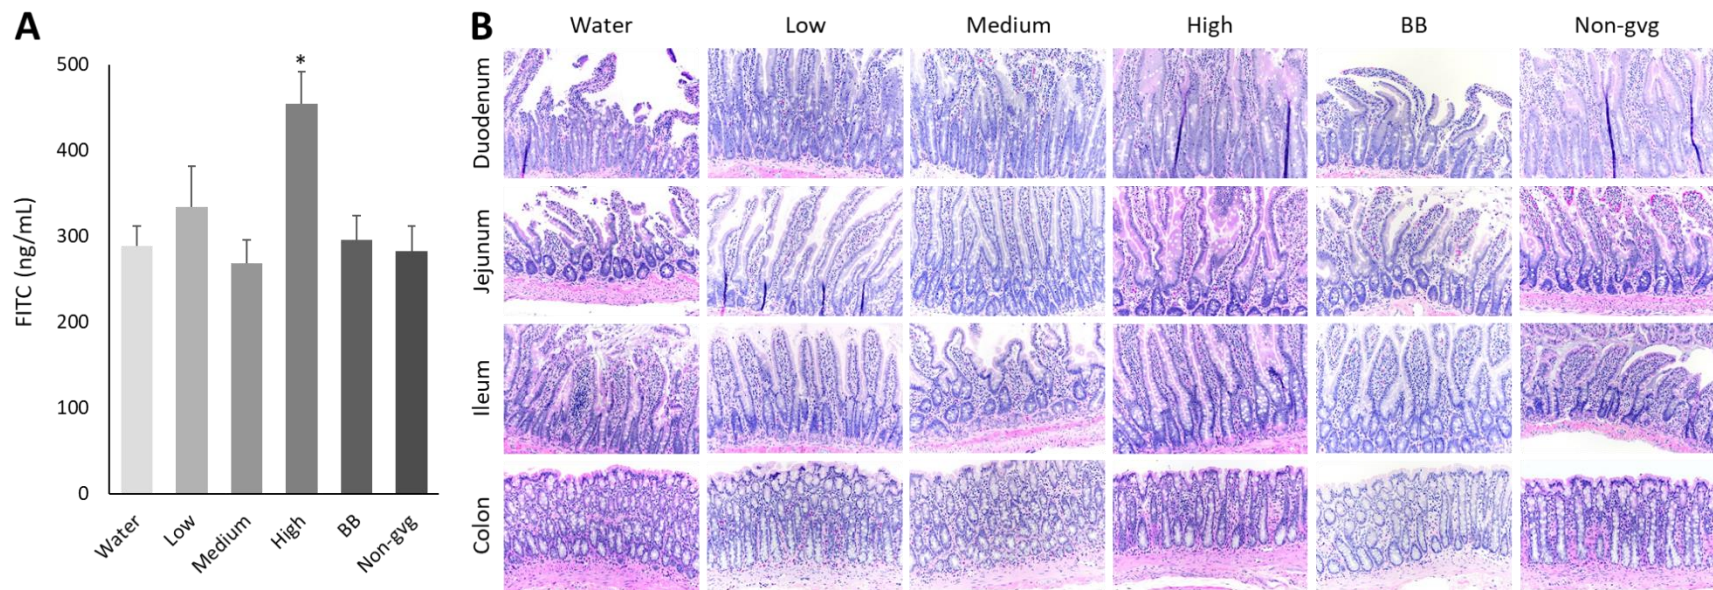 A
FITC (ng/mL)
500
400
300
200
100
0
*
Water
Low
Medium
High
BB
Non-gvg
B
Water Low Medium High BB Non-gvg
Duodenum
Jejunum
Ileum
Colon